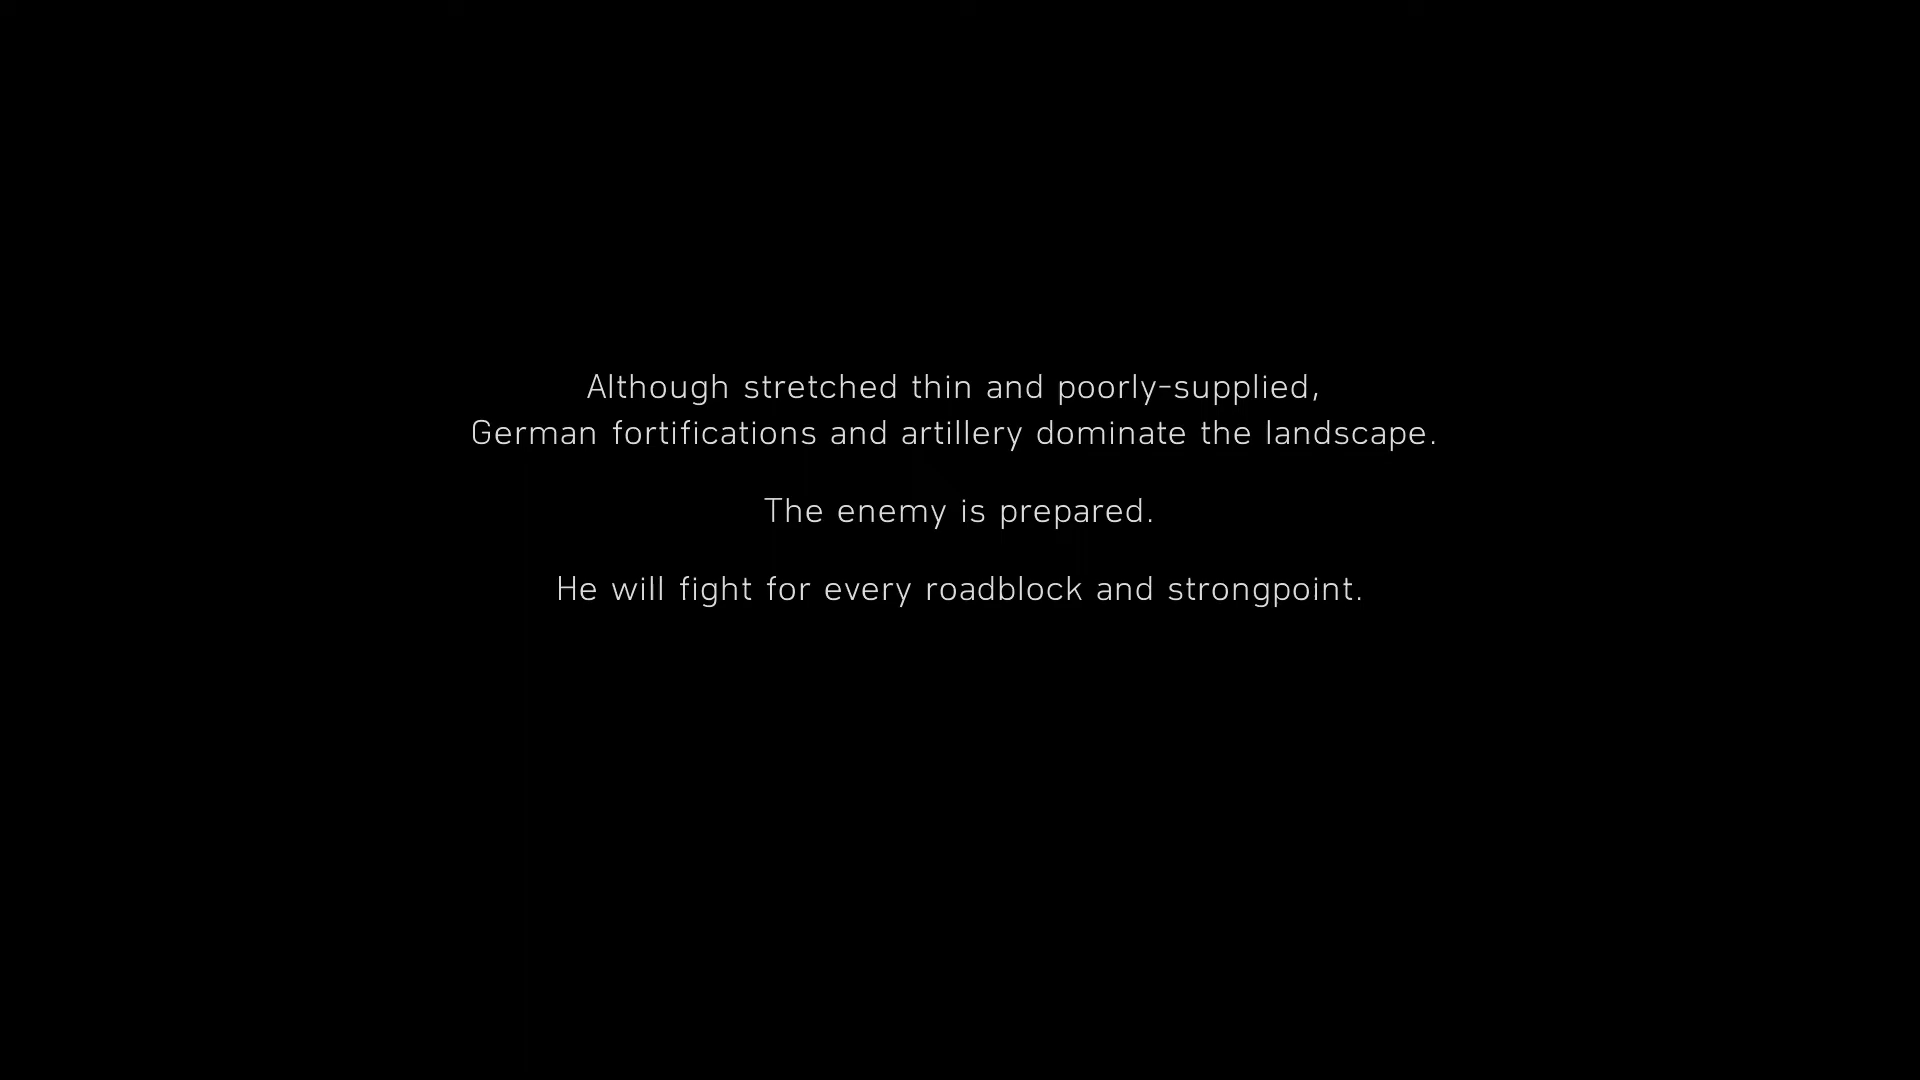 Although stretched thin and poorly-supplied,
German fortifications and artillery dominate the landscape.
The enemy is prepared.
He will fight for every roadblock and strongpoint.